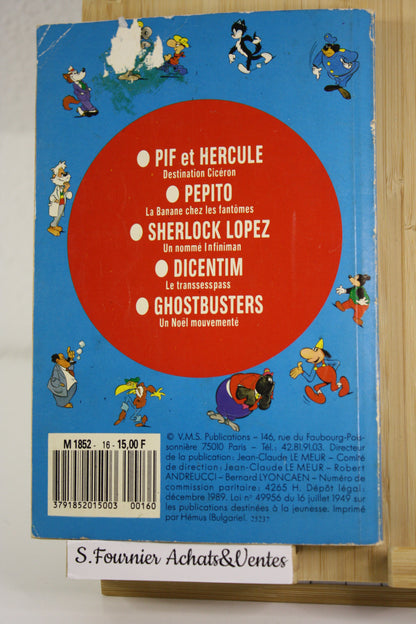 PIF et HERCULE
Destination Cicéron
PEPITO
La Banane chez les fantômes
SHERLOCK LOPEZ
Un nommé Infiniman
DICENTIM
Le transsesspass
GHOSTBUSTERS
Un Noël mouvementé
M 1852 - 16 - 15,00 F
3791852015003 00160
© V.M.S. Publications – 146, rue du Faubourg-Pois-
sonnière 75010 Paris – Tél.: 42.81.91.03. Directeur
de la publication: Jean-Claudin LE MEUR – Comité
de direction: Jean-Claude LE MEUR – Robert
ANDREUCCI – Bernard LYONCAEN – Numéro de
commission paritaire: 4265 H. Dépôt légal:
décembre 1989. Loi n° 49956 du 16 juillet 1949 sur
les publications destinées à la jeunesse. Imprimé
par Hémus (Bulgarie).
S.Fournier Achats&Ventes